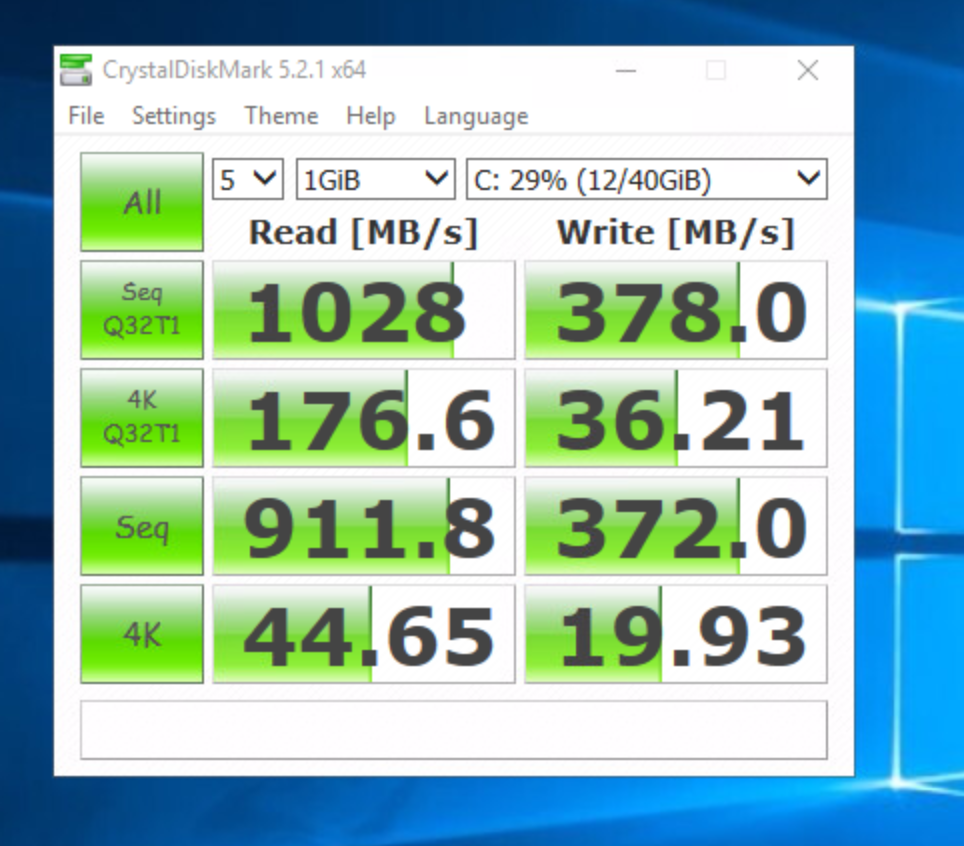 CrystalDiskMark 5.2.1 x64
File Settings Theme Help Language
All
5 1GiB C: 29% (12/40GiB)
Read [MB/s] Write [MB/s]
Seq
Q32T1
1028 378.0
4K
Q32T1
176.6 36.21
Seq 911.8 372.0
4K 44.65 19.93